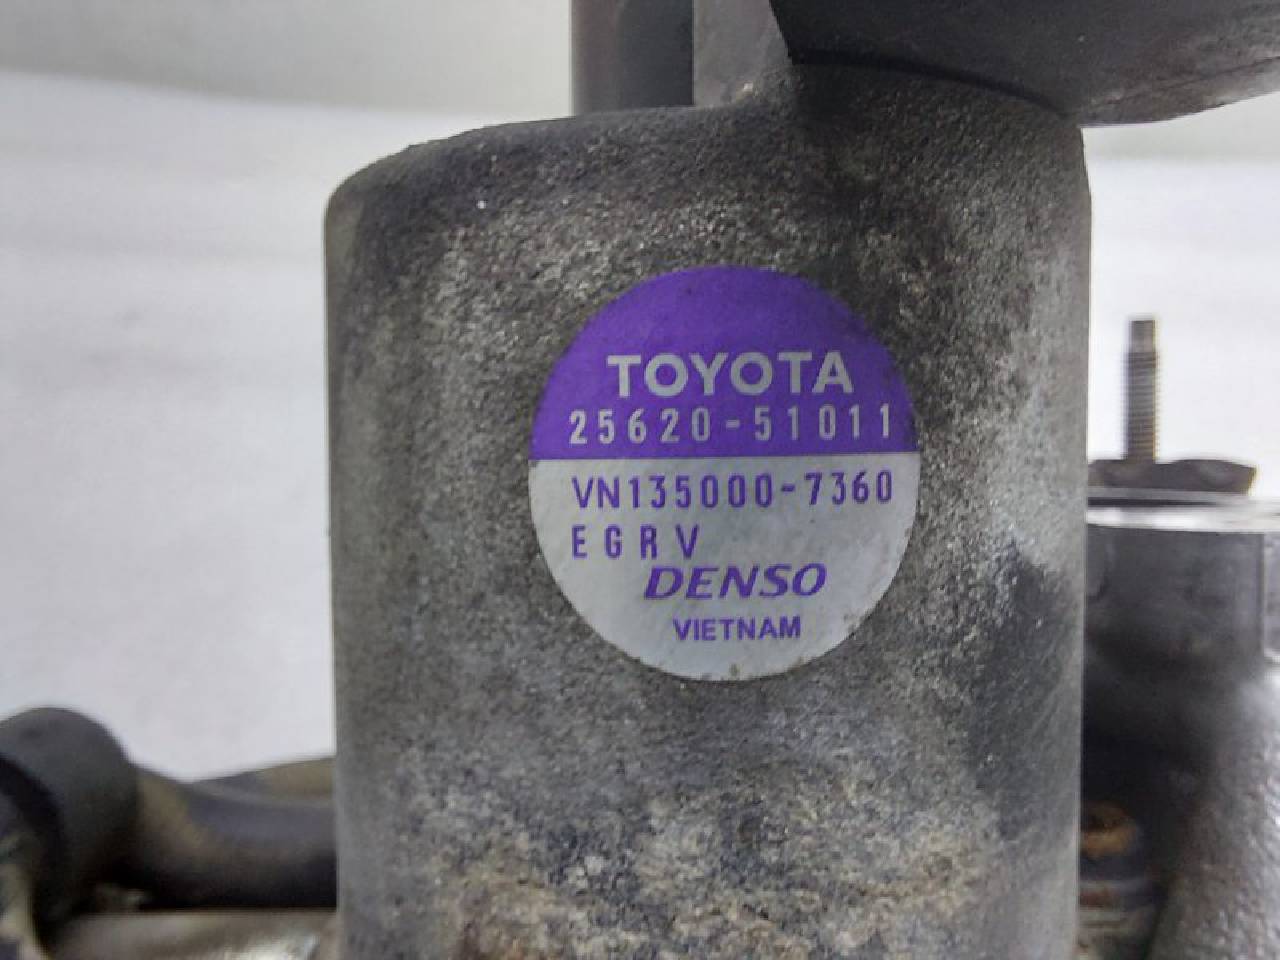 TOYOTA
25620-51011
VN135000-7360
EGRV
DENSO
VIETNAM